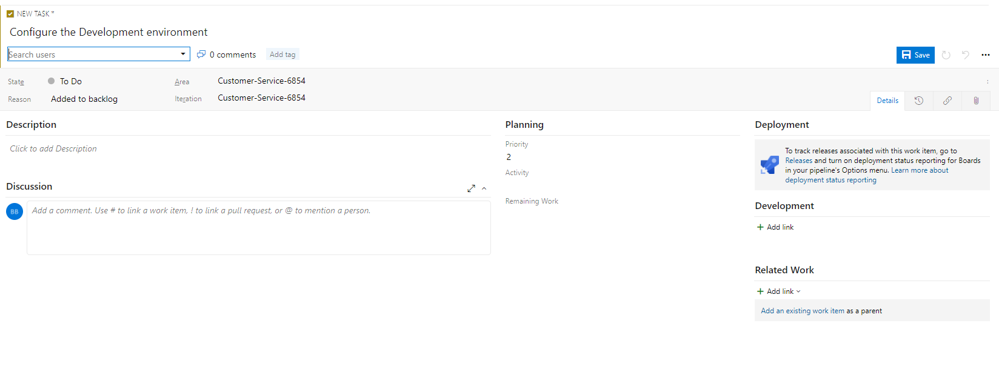 NEW TASK *
Configure the Development environment
Search users
0 comments
Add tag
Save
State
To Do
Area
Customer-Service-6854
Reason
Added to backlog
Iteration
Customer-Service-6854
Details
Description
Click to add Description
Discussion
BB
Add a comment. Use # to link a work item, ! to link a pull request, or @ to mention a person.
Planning
Priority
2
Activity
Remaining Work
Deployment
To track releases associated with this work item, go to
Releases and turn on deployment status reporting for Boards
in your pipeline's Options menu. Learn more about
deployment status reporting
Development
+ Add link
Related Work
+ Add link
Add an existing work item as a parent